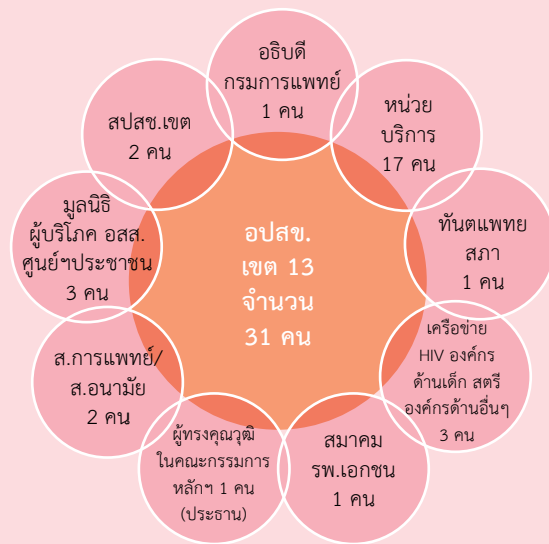 อธิบดี
กรมการแพทย์
1 คน
หน่วย
บริการ
17 คน
ทันตแพทย
สภา
1 คน
เครือข่าย
HIV องค์กร
ด้านเด็ก สตรี
องค์กรด้านอื่นๆ
3 คน
สมาคม
รพ.เอกชน
1 คน
ผู้ทรงคุณวุฒิ
ในคณะกรรมการ
หลักฯ 1 คน
(ประธาน)
ส.การแพทย์/
ส.อนามัย
2 คน
มูลนิธิ
ผู้บริโภค อสส.
ศูนย์ฯประชาชน
3 คน
สปสช.เขต
2 คน
อปสข.
เขต 13
จำนวน
31 คน